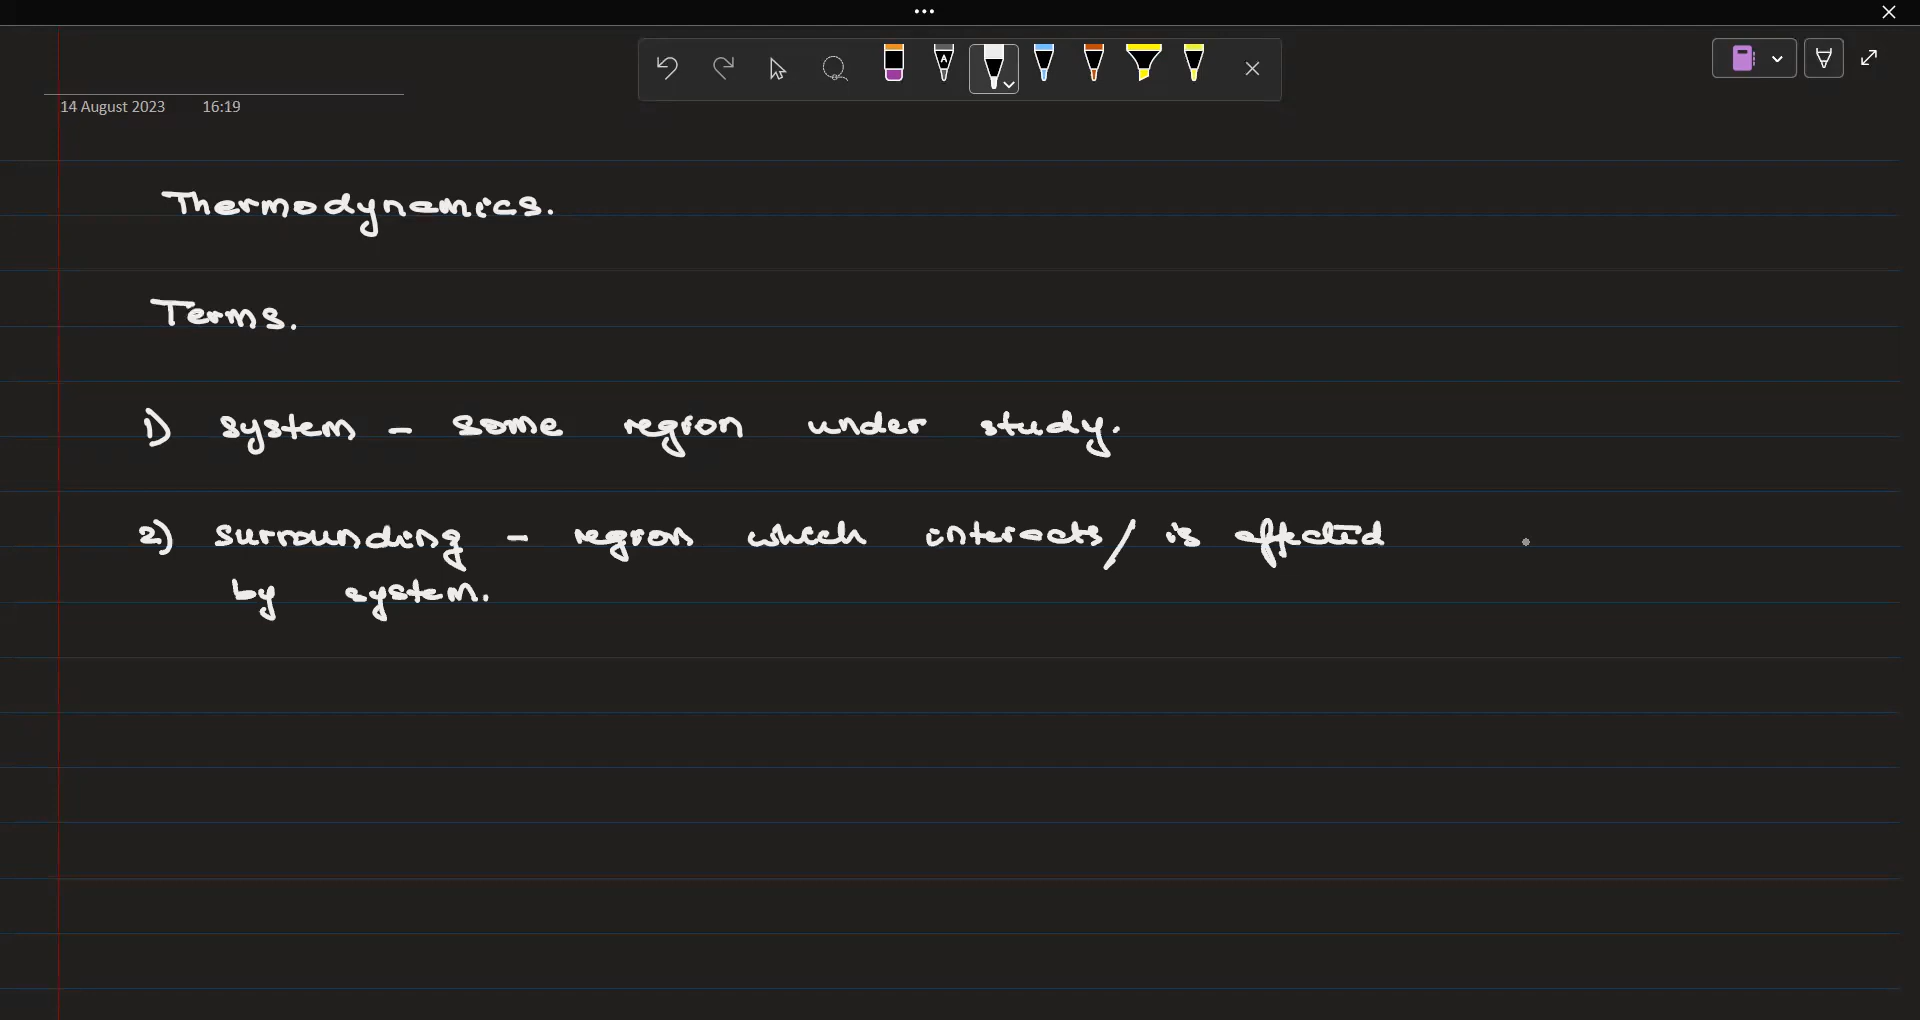 14 August 2023 16:19
Thermodynamics.
Terms.
1) system - some region under study.
2) surrounding - region which interacts/ is affected
by system.